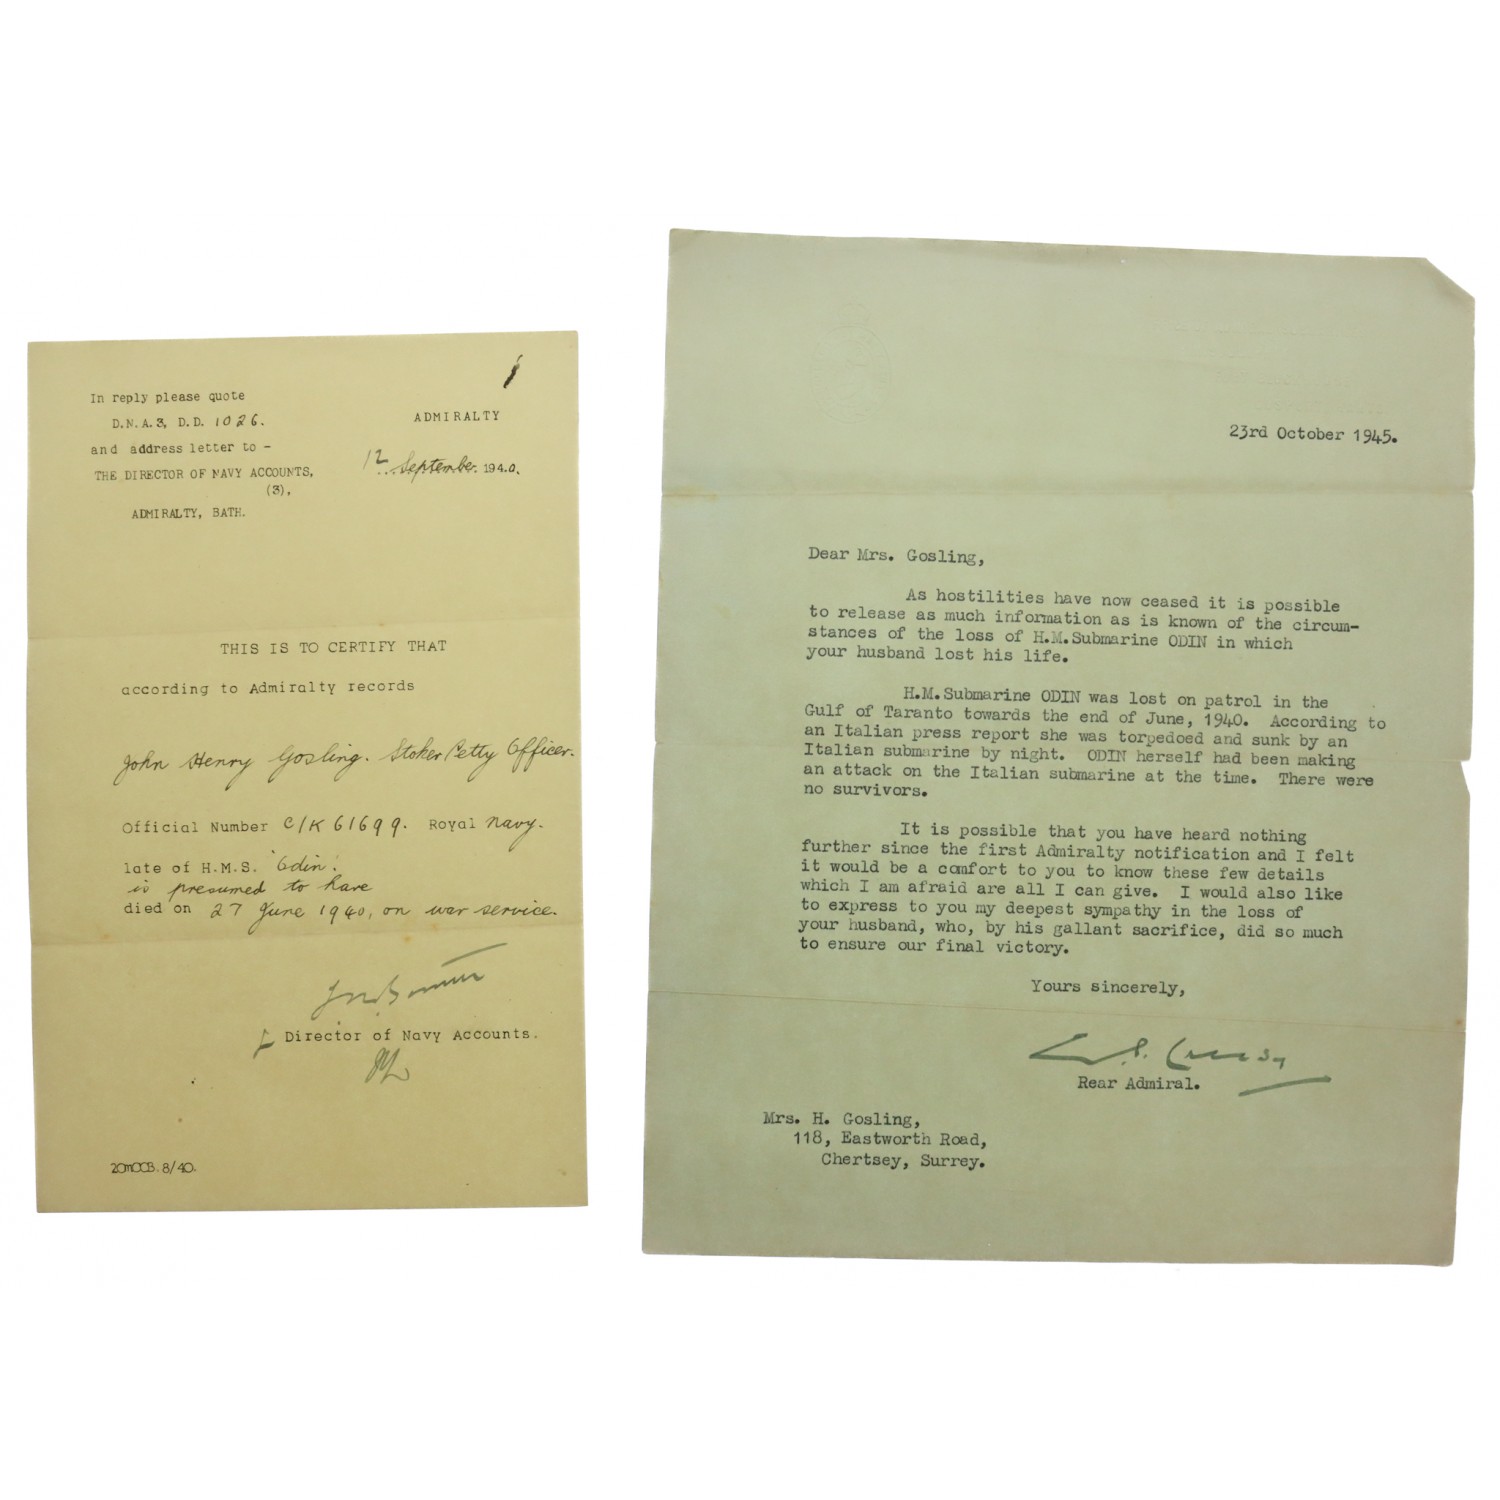 In reply please quote
D.N.A.3, D.D. 1026.
and address letter to -
THE DIRECTOR OF NAVY ACCOUNTS,
(3),
ADMIRALTY, BATH.
ADMIRALTY
12 September 1940.
THIS IS TO CERTIFY THAT
according to Admiralty records
John Henry Gosling. Stoker Petty Officer.
Official Number C/K 61699. Royal Navy.
late of H.M.S. 'Odin'.
is presumed to have
died on 27 June 1940, on war service.
Director of Navy Accounts.
20mOCB. 8/40.
23rd October 1945.
Dear Mrs. Gosling,
As hostilities have now ceased it is possible
to release as much information as is known of the circum-
stances of the loss of H.M.Submarine ODIN in which
your husband lost his life.
H.M.Submarine ODIN was lost on patrol in the
Gulf of Taranto towards the end of June, 1940. According to
an Italian press report she was torpedoed and sunk by an
Italian submarine by night. ODIN herself had been making
an attack on the Italian submarine at the time. There were
no survivors.
It is possible that you have heard nothing
further since the first Admiralty notification and I felt
it would be a comfort to you to know these few details
which I am afraid are all I can give. I would also like
to express to you my deepest sympathy in the loss of
your husband, who, by his gallant sacrifice, did so much
to ensure our final victory.
Yours sincerely,
Rear Admiral.
Mrs. H. Gosling,
118, Eastworth Road,
Chertsey, Surrey.